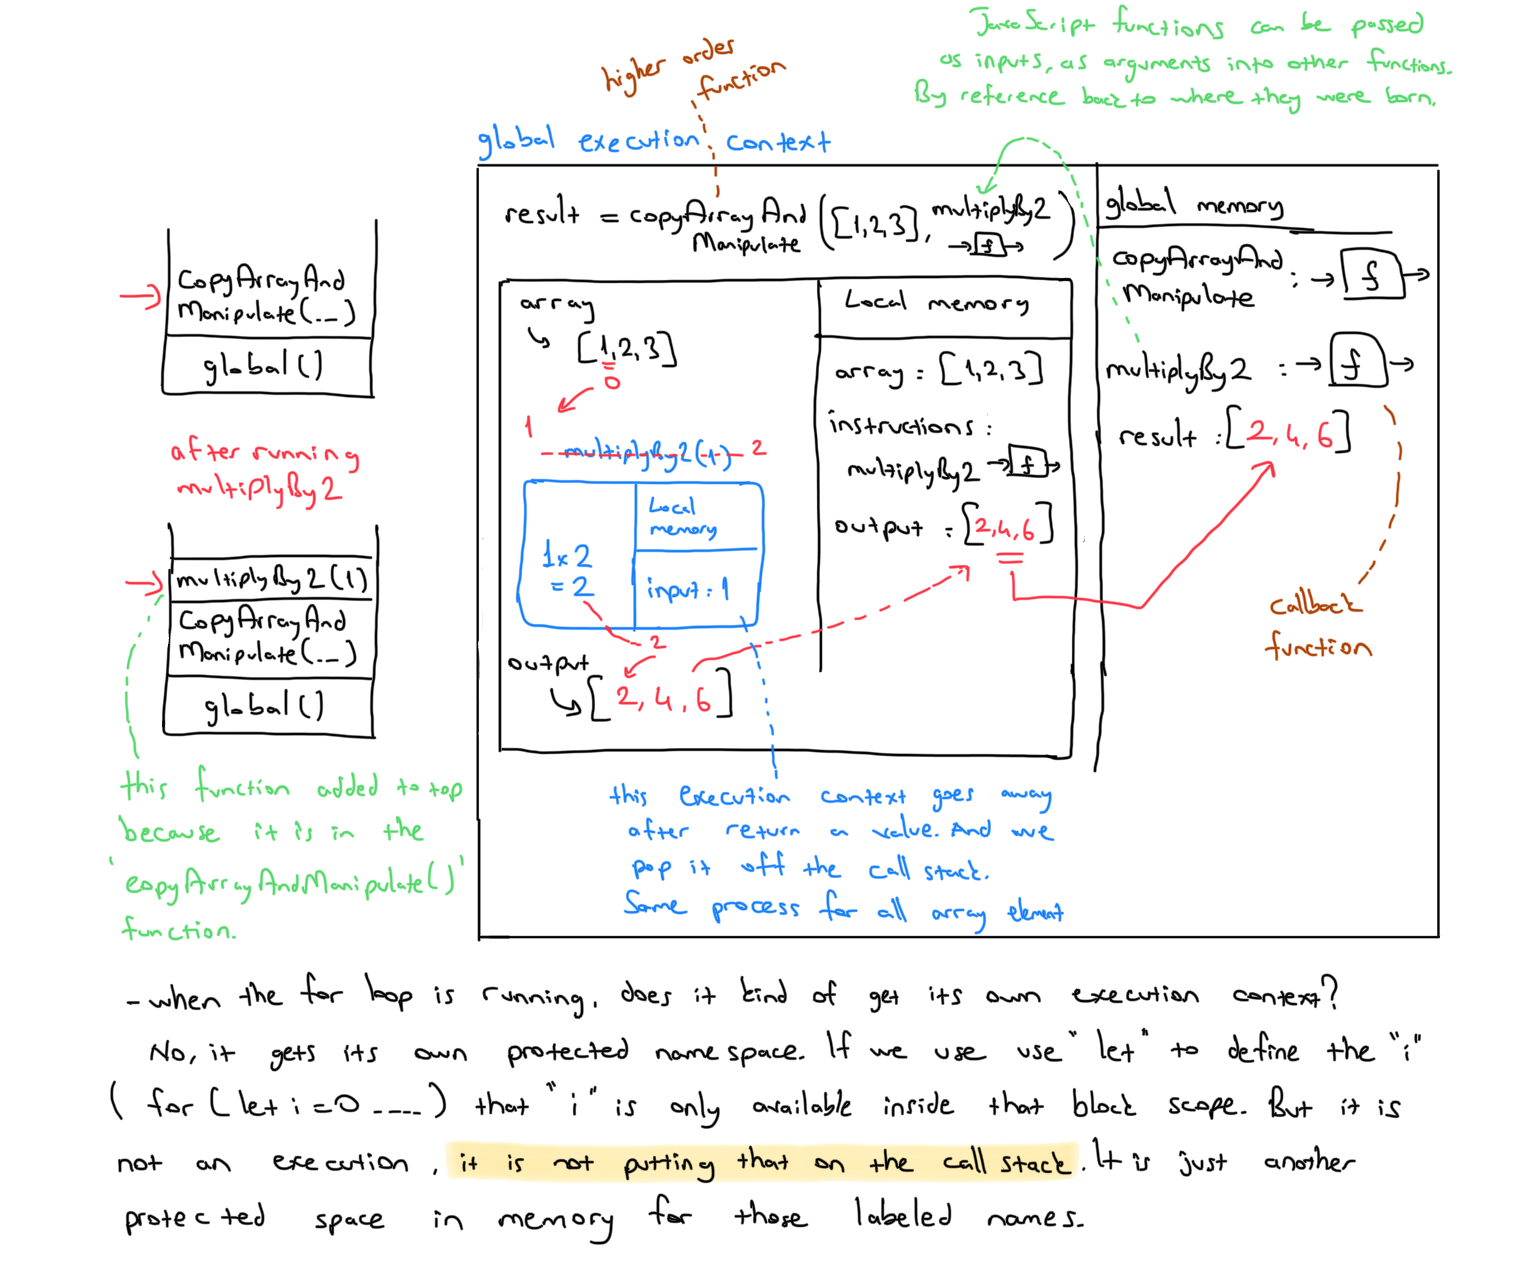 JavaScript functions can be passed
as inputs, as arguments into other functions.
By reference back to where they were born.
higher order
function
global execution context
result = copyArrayAnd
Manipulate
([1,2,3], multiplyBy2
f
)
global memory
copyArrayAnd
Manipulate
: f
multiplyBy2 : f
result : [2,4,6]
callback
function
array
[1,2,3]
0
1
multiplyBy2(1) 2
1x2
= 2
Local
memory
input : 1
2
output
[2, 4, 6]
Local memory
array : [1,2,3]
instructions :
multiplyBy2 f
output : [2,4,6]
this execution context goes away
after return a value. And we
pop it off the call stack.
Same process for all array element
CopyArrayAnd
Manipulate(...)
global()
after running
multiplyBy2
multiplyBy2(1)
CopyArrayAnd
Manipulate(...)
global()
this function added to top
because it is in the
'copyArrayAndManipulate()'
function.
- when the for loop is running, does it kind of get its own execution context?
No, it gets its own protected namespace. If we use use "let" to define the "i"
( for ( let i = 0 ....) that "i" is only available inside that block scope. But it is
not an execution, it is not putting that on the call stack. It is just another
protected space in memory for those labeled names.